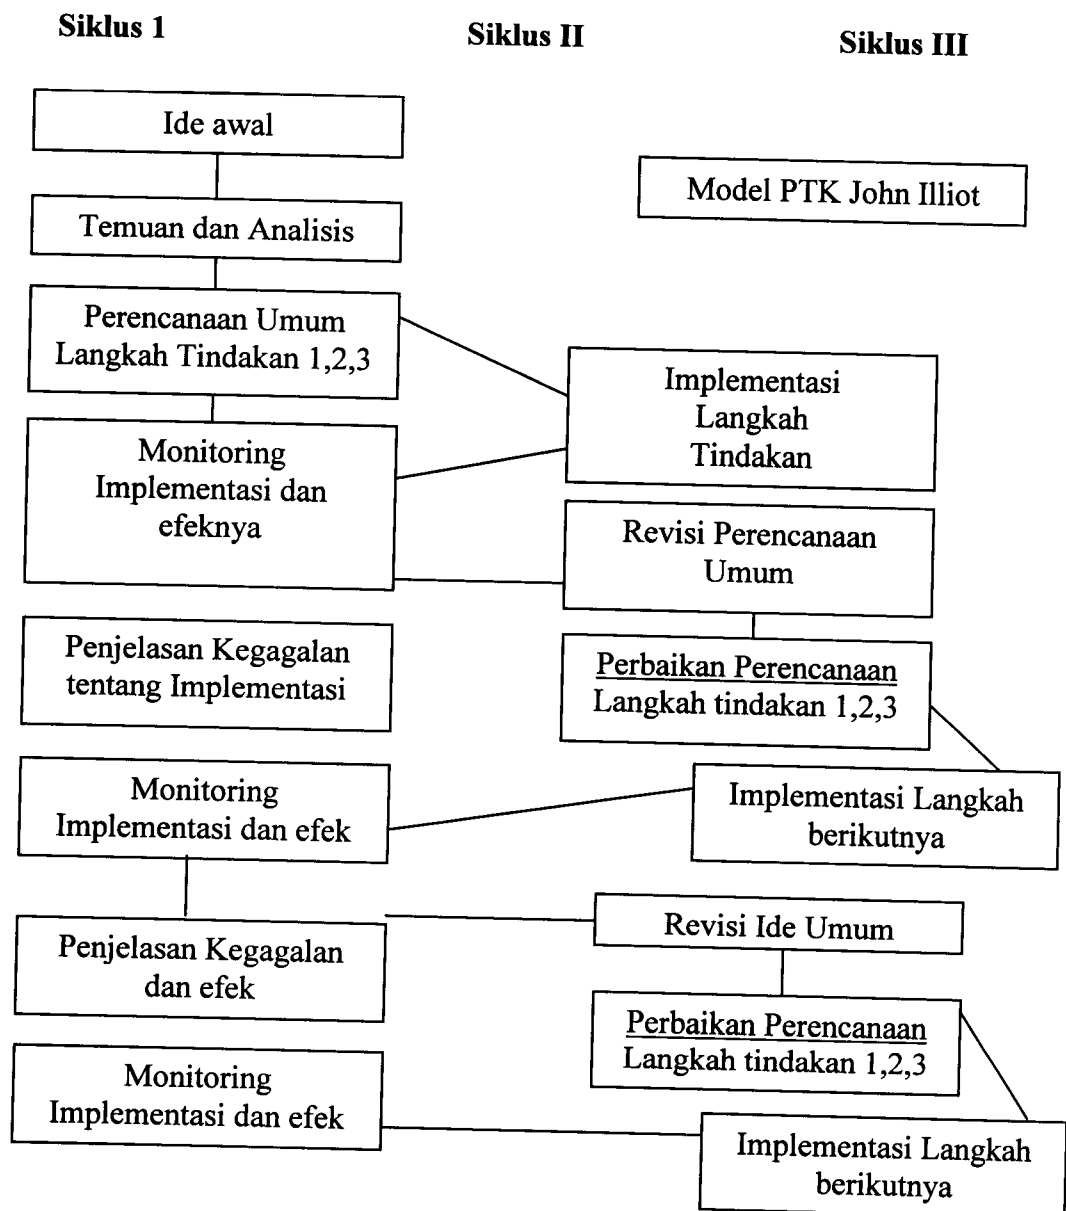 Siklus 1
Siklus II
Siklus III
Ide awal
Model PTK John Illiot
Temuan dan Analisis
Perencanaan Umum
Langkah Tindakan 1,2,3
Implementasi
Langkah
Tindakan
Monitoring
Implementasi dan
efeknya
Revisi Perencanaan
Umum
Penjelasan Kegagalan
tentang Implementasi
Perbaikan Perencanaan
Langkah tindakan 1,2,3
Monitoring
Implementasi dan efek
Implementasi Langkah
berikutnya
Revisi Ide Umum
Penjelasan Kegagalan
dan efek
Perbaikan Perencanaan
Langkah tindakan 1,2,3
Monitoring
Implementasi dan efek
Implementasi Langkah
berikutnya